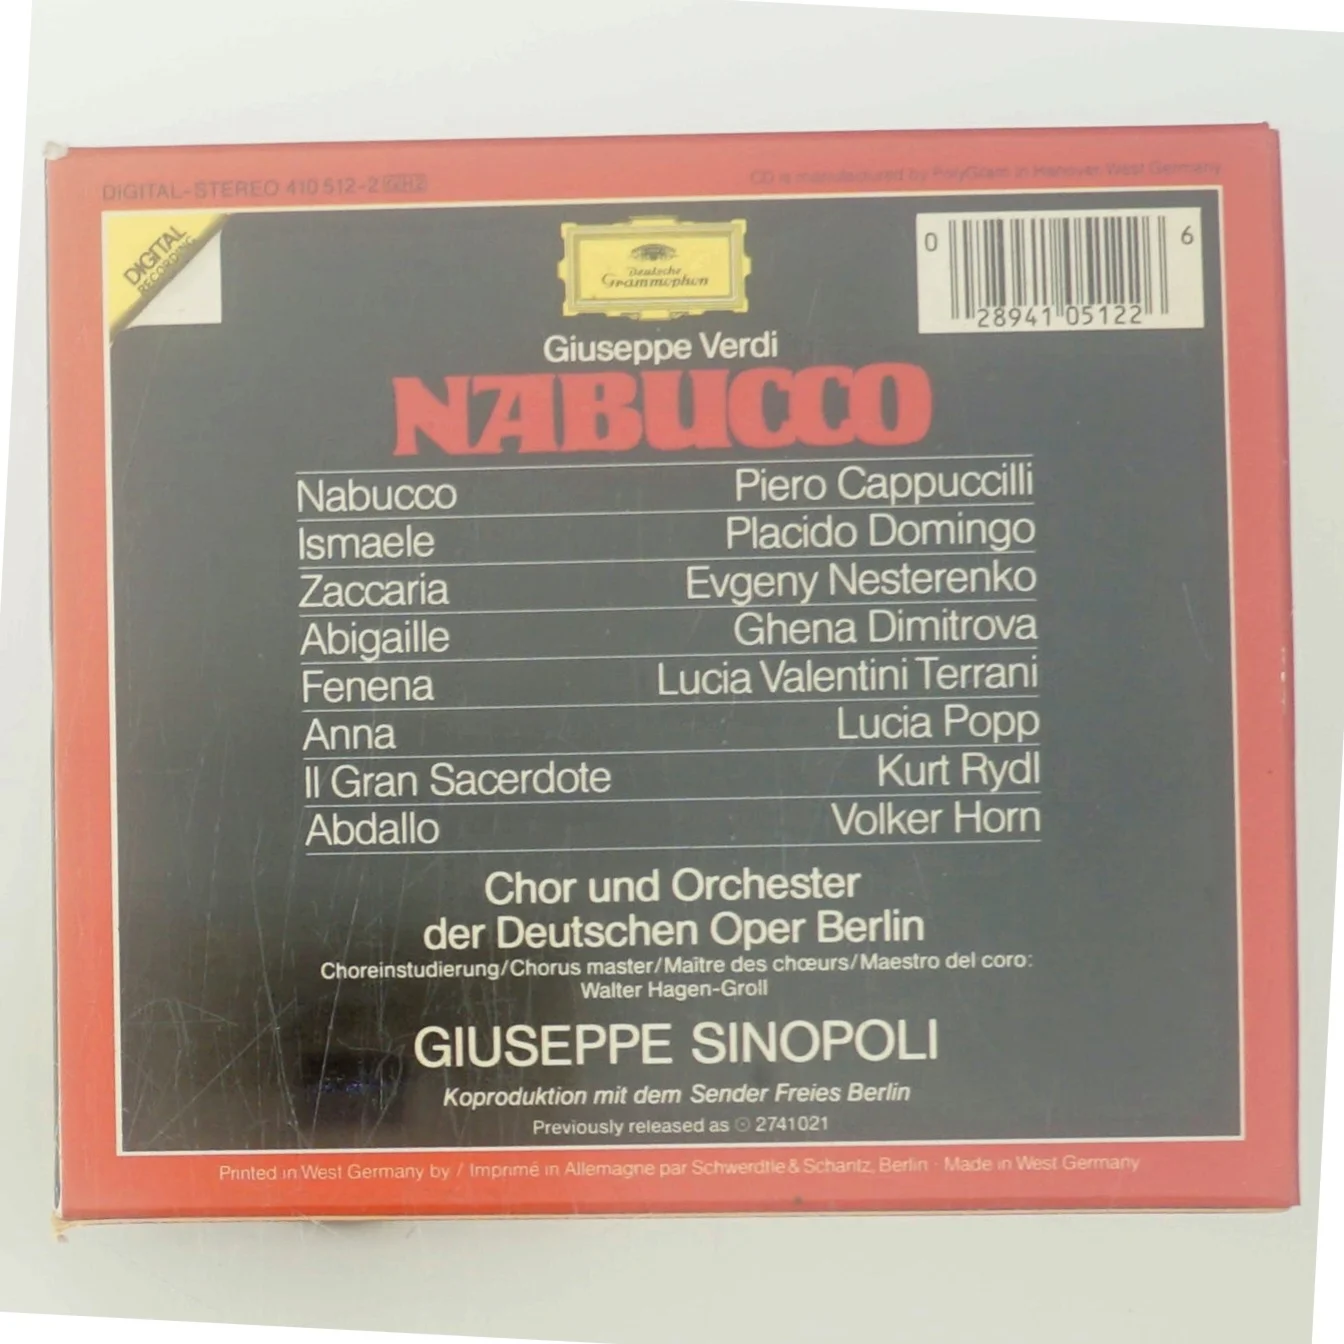 DIGITAL-STEREO 410 512-2 GH2
CD is manufactured by PolyGram in Hanover, West Germany
DIGITAL
RECORDING
Deutsche
Grammophon
0 28941 05122 6
Giuseppe Verdi
NABUCCO
Nabucco Piero Cappuccilli
Ismaele Placido Domingo
Zaccaria Evgeny Nesterenko
Abigaille Ghena Dimitrova
Fenena Lucia Valentini Terrani
Anna Lucia Popp
Il Gran Sacerdote Kurt Rydl
Abdallo Volker Horn
Chor und Orchester
der Deutschen Oper Berlin
Choreinstudierung/Chorus master/Maître des chœurs/Maestro del coro:
Walter Hagen-Groll
GIUSEPPE SINOPOLI
Koproduktion mit dem Sender Freies Berlin
Previously released as 2741021
Printed in West Germany by / Imprimé in Allemagne par Schwerdtle & Schantz, Berlin · Made in West Germany